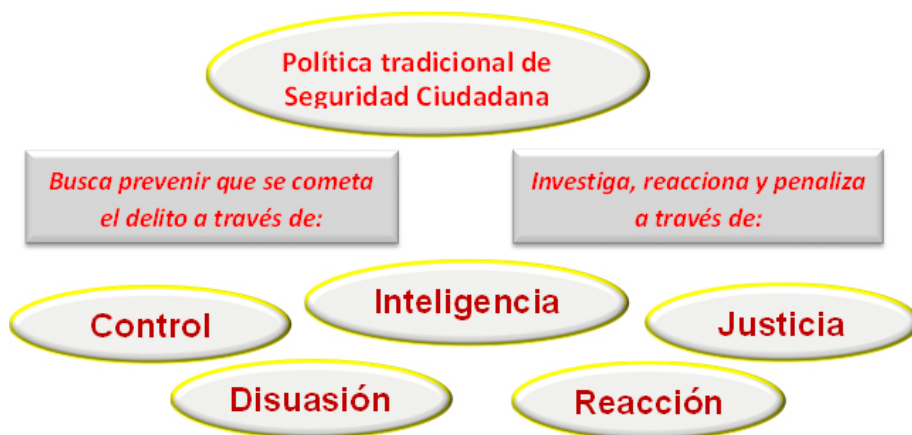 Política tradicional de
Seguridad Ciudadana
Busca prevenir que se cometa
el delito a través de:
Investiga, reacciona y penaliza
a través de:
Inteligencia
Control
Justicia
Disuasión
Reacción